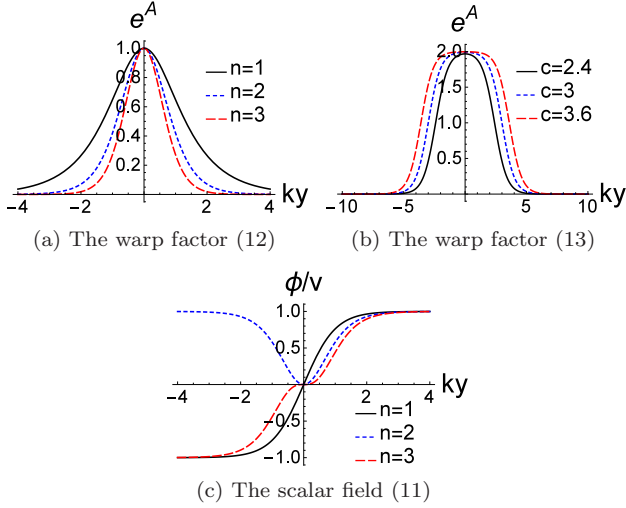 e^A
1.0
0.8
0.6
0.4
0.2
n=1
n=2
n=3
-4 -2 0 2 4 ky
(a) The warp factor (12)
e^A
2.0
1.5
1.0
0.5
c=2.4
c=3
c=3.6
-10 -5 0 5 10 ky
(b) The warp factor (13)
ϕ/v
1.0
0.5
-4 -2 0 2 4 ky
-0.5
-1.0
n=1
n=2
n=3
(c) The scalar field (11)